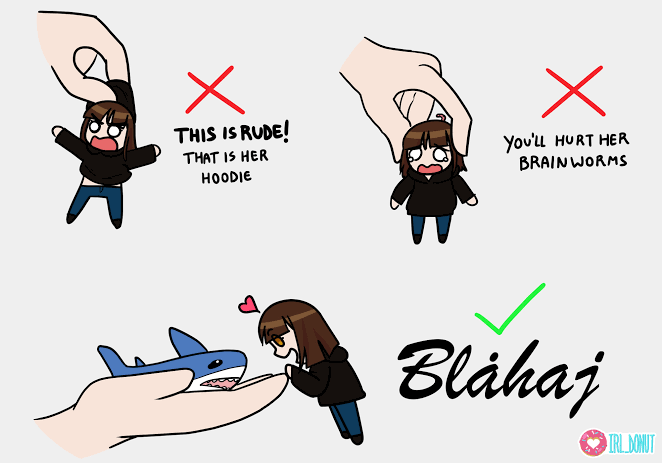 THIS IS RUDE!
THAT IS HER
HOODIE
YOU'LL HURT HER
BRAINWORMS
Blåhaj
IRL_DONUT